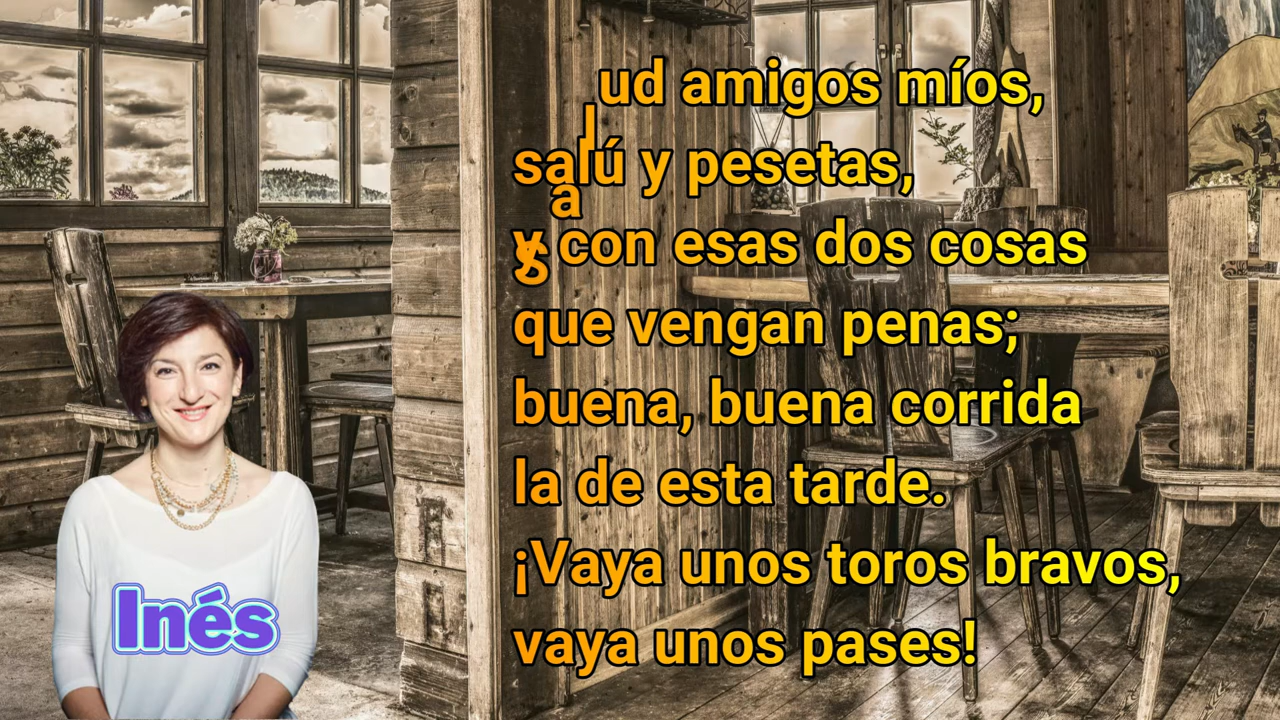 Salud amigos míos,
salú y pesetas,
y con esas dos cosas
que vengan penas;
buena, buena corrida
la de esta tarde.
¡Vaya unos toros bravos,
vaya unos pases!
Inés